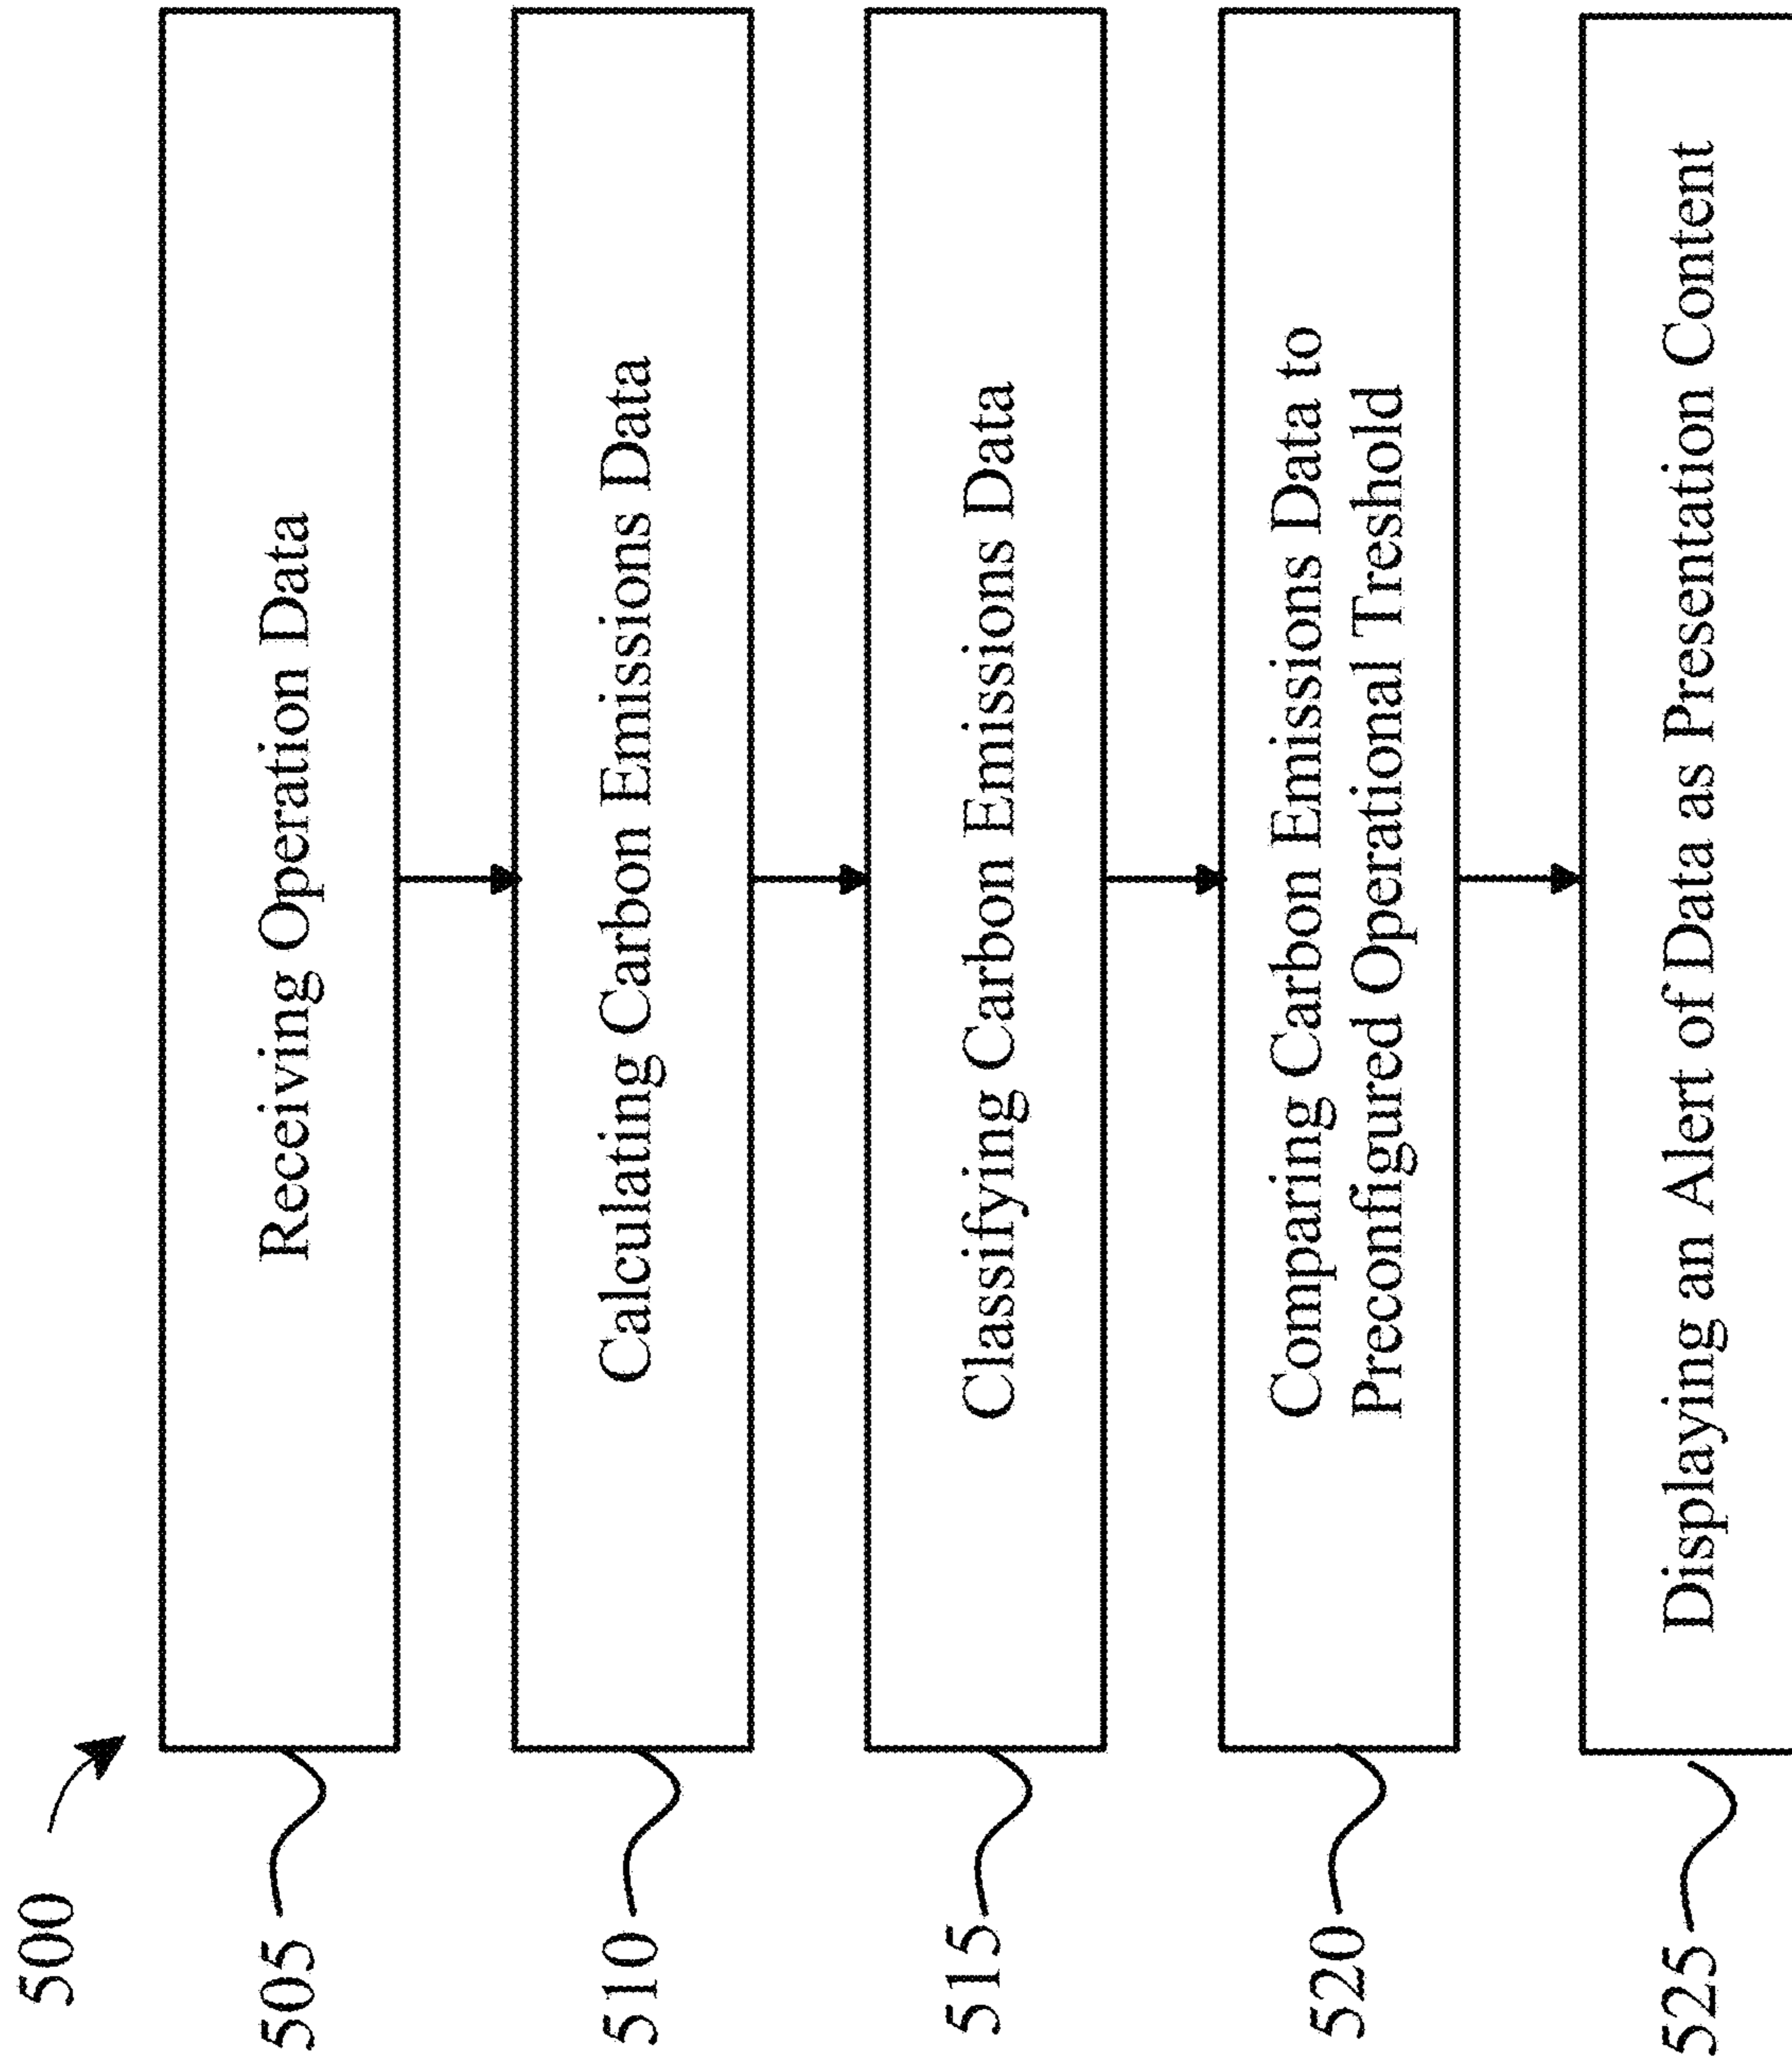 500
505
Receiving Operation Data
510
Calculating Carbon Emissions Data
515
Classifying Carbon Emissions Data
520
Comparing Carbon Emissions Data to
Preconfigured Operational Treshold
525
Displaying an Alert of Data as Presentation Content